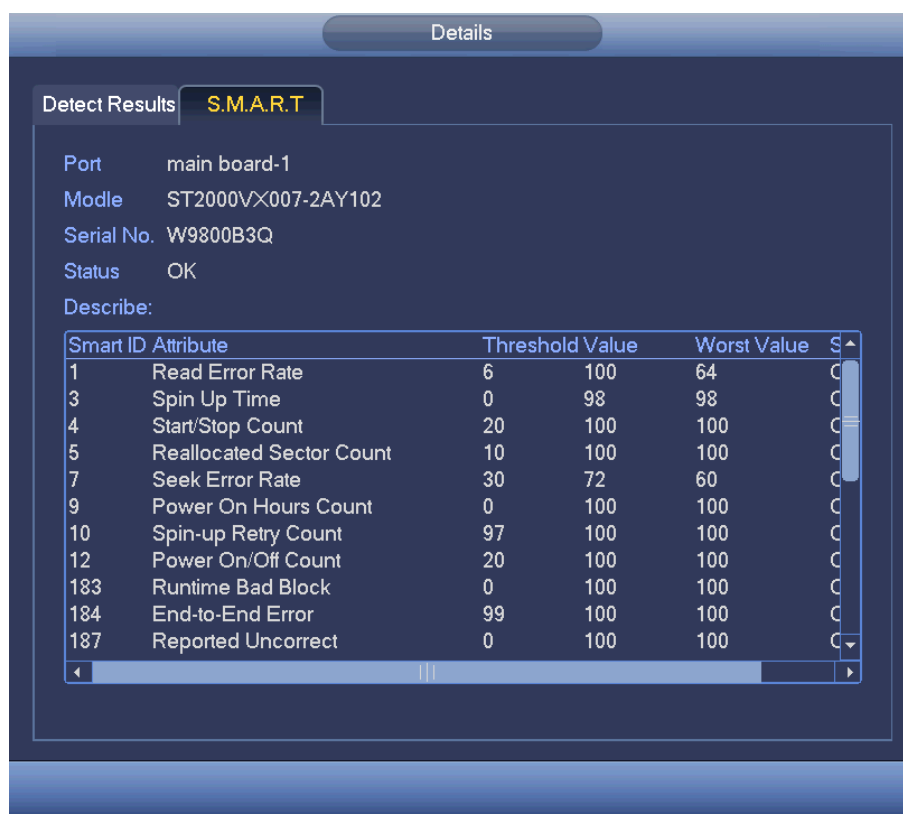 Details
Detect Results S.M.A.R.T
Port main board-1
Modle ST2000VX007-2AY102
Serial No. W9800B3Q
Status OK
Describe:
Smart ID Attribute Threshold Value Worst Value
1 Read Error Rate 6 100 64
3 Spin Up Time 0 98 98
4 Start/Stop Count 20 100 100
5 Reallocated Sector Count 10 100 100
7 Seek Error Rate 30 72 60
9 Power On Hours Count 0 100 100
10 Spin-up Retry Count 97 100 100
12 Power On/Off Count 20 100 100
183 Runtime Bad Block 0 100 100
184 End-to-End Error 99 100 100
187 Reported Uncorrect 0 100 100